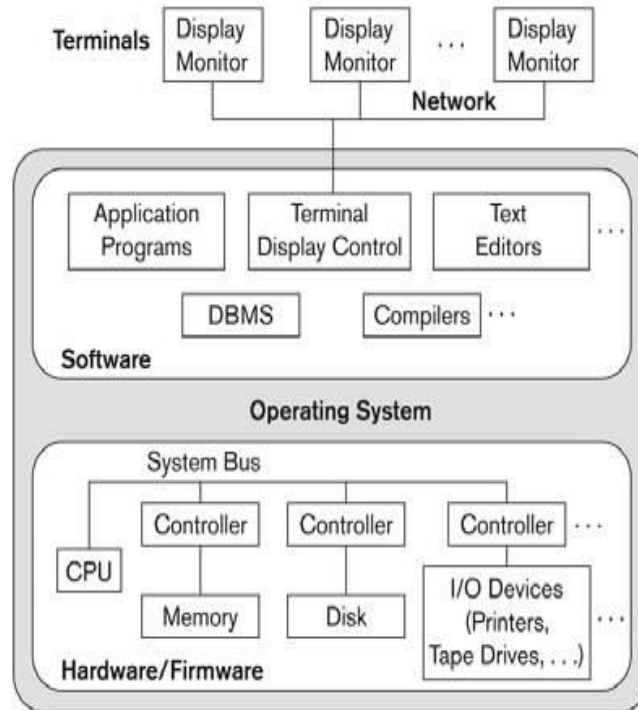 Terminals
Display
Monitor
Display
Monitor
...
Display
Monitor
Network
Application
Programs
Terminal
Display Control
Text
Editors
...
DBMS
Compilers
...
Software
Operating System
System Bus
Controller
Controller
Controller
...
CPU
Memory
Disk
I/O Devices
(Printers,
Tape Drives, ...)
...
Hardware/Firmware